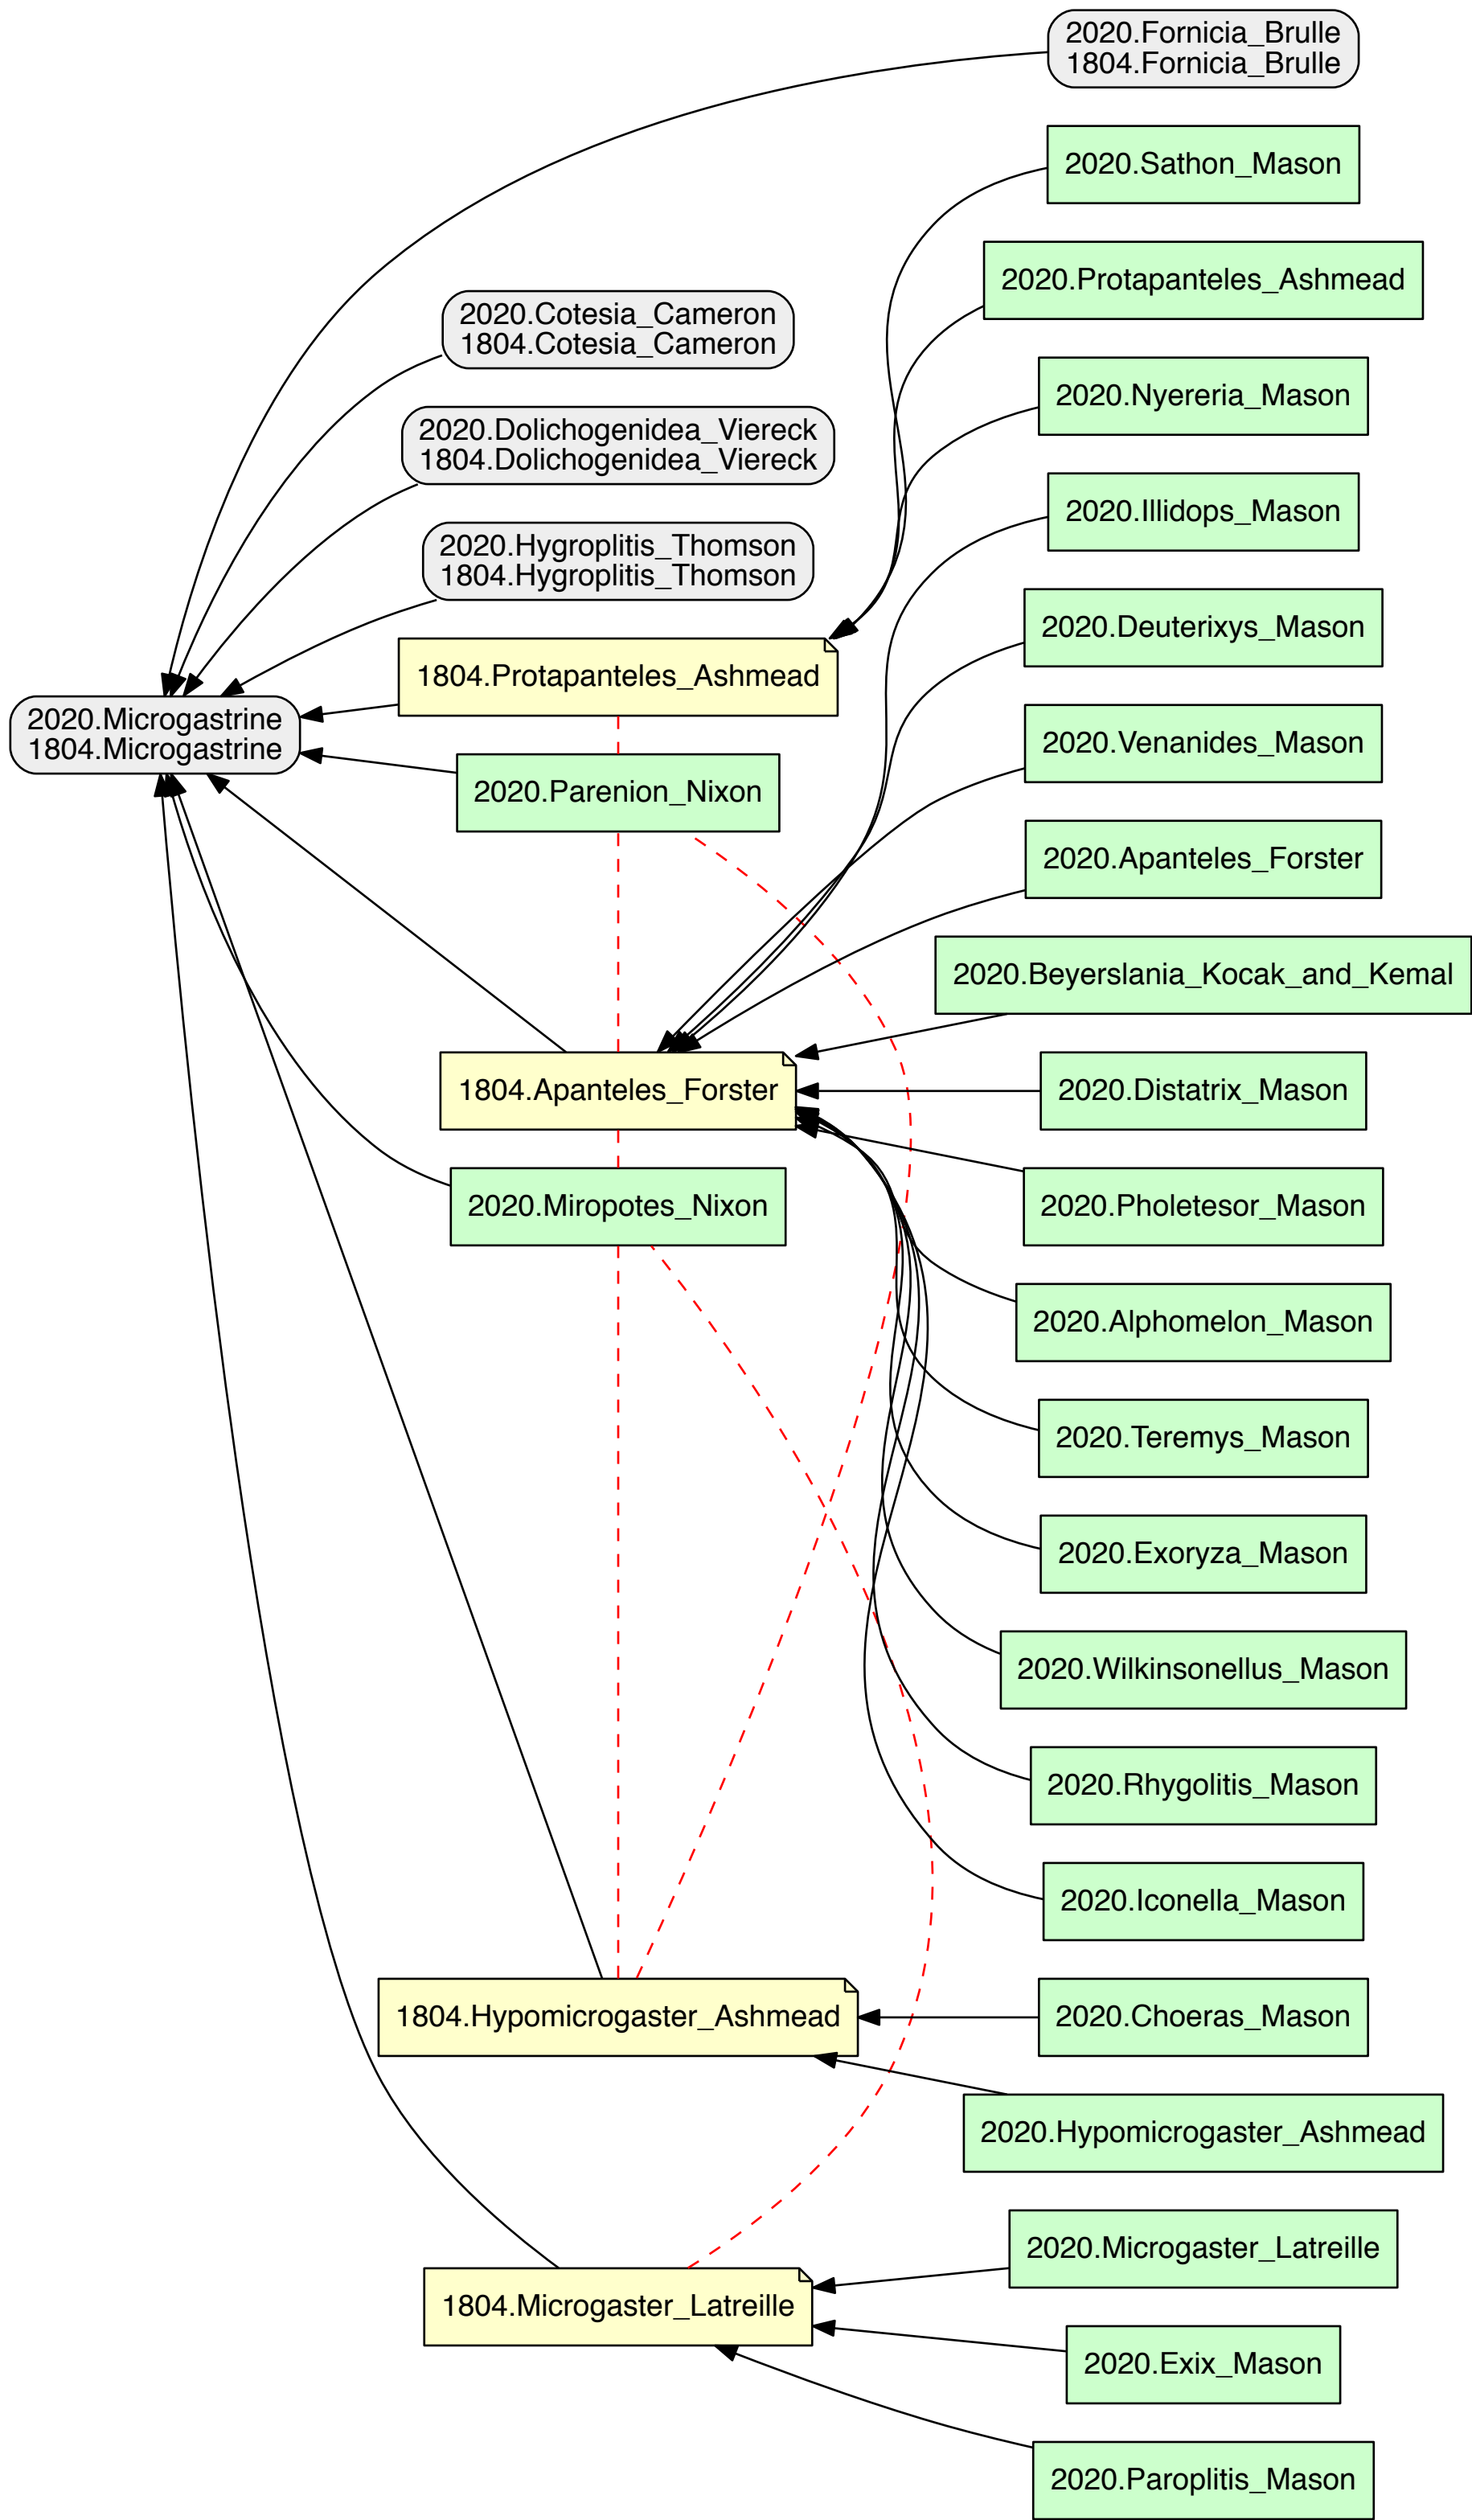 2020.Fornicia_Brulle
1804.Fornicia_Brulle
2020.Sathon_Mason
2020.Protapanteles_Ashmead
2020.Cotesia_Cameron
1804.Cotesia_Cameron
2020.Nyereria_Mason
2020.Dolichogenidea_Viereck
1804.Dolichogenidea_Viereck
2020.Illidops_Mason
2020.Hygroplitis_Thomson
1804.Hygroplitis_Thomson
2020.Deuterixys_Mason
1804.Protapanteles_Ashmead
2020.Microgastrine
1804.Microgastrine
2020.Venanides_Mason
2020.Parenion_Nixon
2020.Apanteles_Forster
2020.Beyerslania_Kocak_and_Kemal
1804.Apanteles_Forster
2020.Distatrix_Mason
2020.Miropotes_Nixon
2020.Pholetesor_Mason
2020.Alphomelon_Mason
2020.Teremys_Mason
2020.Exoryza_Mason
2020.Wilkinsonellus_Mason
2020.Rhygolitis_Mason
2020.Iconella_Mason
1804.Hypomicrogaster_Ashmead
2020.Choeras_Mason
2020.Hypomicrogaster_Ashmead
2020.Microgaster_Latreille
1804.Microgaster_Latreille
2020.Exix_Mason
2020.Paroplitis_Mason